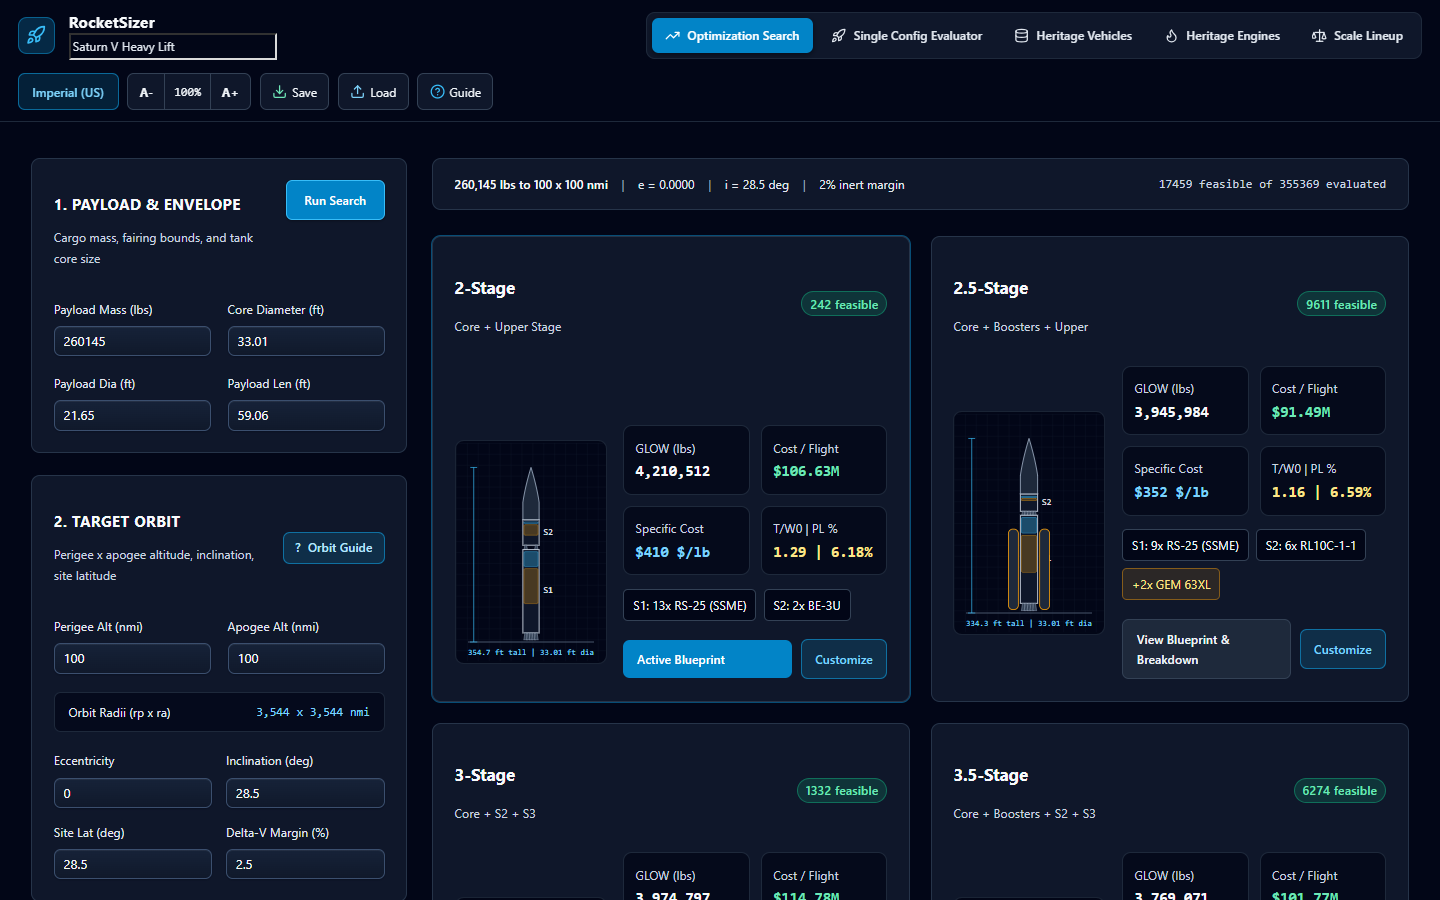 RocketSizer
Saturn V Heavy Lift
Optimization Search
Single Config Evaluator
Heritage Vehicles
Heritage Engines
Scale Lineup
Imperial (US)
A-
100%
A+
Save
Load
Guide
1. PAYLOAD & ENVELOPE
Run Search
Cargo mass, fairing bounds, and tank
core size
Payload Mass (lbs)
Core Diameter (ft)
260145
33.01
Payload Dia (ft)
Payload Len (ft)
21.65
59.06
2. TARGET ORBIT
Perigee x apogee altitude, inclination,
site latitude
? Orbit Guide
Perigee Alt (nmi)
Apogee Alt (nmi)
100
100
Orbit Radii (rp x ra)
3,544 x 3,544 nmi
Eccentricity
Inclination (deg)
0
28.5
Site Lat (deg)
Delta-V Margin (%)
28.5
2.5
260,145 lbs to 100 x 100 nmi | e = 0.0000 | i = 28.5 deg | 2% inert margin
17459 feasible of 355369 evaluated
2-Stage
242 feasible
Core + Upper Stage
S2
S1
354.7 ft tall | 33.01 ft dia
GLOW (lbs)
4,210,512
Cost / Flight
$106.63M
Specific Cost
$410 $/lb
T/W0 | PL %
1.29 | 6.18%
S1: 13x RS-25 (SSME)
S2: 2x BE-3U
Active Blueprint
Customize
2.5-Stage
9611 feasible
Core + Boosters + Upper
S2
334.3 ft tall | 33.01 ft dia
GLOW (lbs)
3,945,984
Cost / Flight
$91.49M
Specific Cost
$352 $/lb
T/W0 | PL %
1.16 | 6.59%
S1: 9x RS-25 (SSME)
S2: 6x RL10C-1-1
+2x GEM 63XL
View Blueprint &
Breakdown
Customize
3-Stage
1332 feasible
Core + S2 + S3
GLOW (lbs)
3,974,797
Cost / Flight
$114.78M
3.5-Stage
6274 feasible
Core + Boosters + S2 + S3
GLOW (lbs)
3,769,071
Cost / Flight
$101.77M